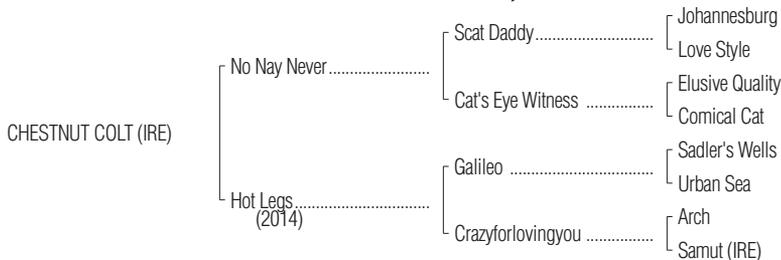 Johannesburg
Scat Daddy
Love Style
No Nay Never
Elusive Quality
Cat's Eye Witness
Comical Cat
CHESTNUT COLT (IRE)
Sadler's Wells
Galileo
Urban Sea
Hot Legs
(2014)
Arch
Crazyforlovingyou
Samut (IRE)